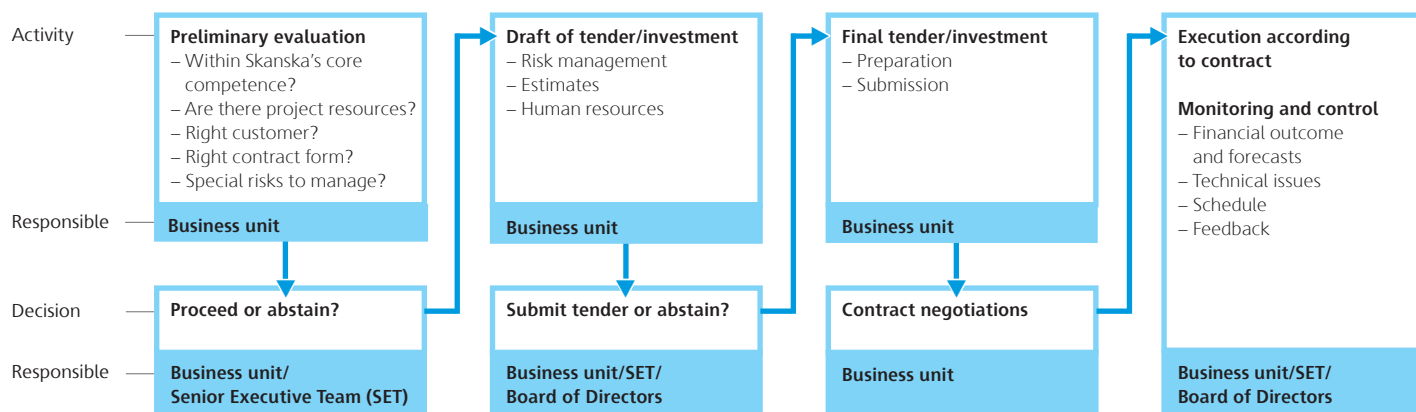 Activity
Preliminary evaluation
– Within Skanska's core
competence?
– Are there project resources?
– Right customer?
– Right contract form?
– Special risks to manage?
Responsible
Business unit
Decision
Proceed or abstain?
Responsible
Business unit/
Senior Executive Team (SET)
Draft of tender/investment
– Risk management
– Estimates
– Human resources
Business unit
Submit tender or abstain?
Business unit/SET/
Board of Directors
Final tender/investment
– Preparation
– Submission
Business unit
Contract negotiations
Business unit
Execution according
to contract
Monitoring and control
– Financial outcome
and forecasts
– Technical issues
– Schedule
– Feedback
Business unit/SET/
Board of Directors